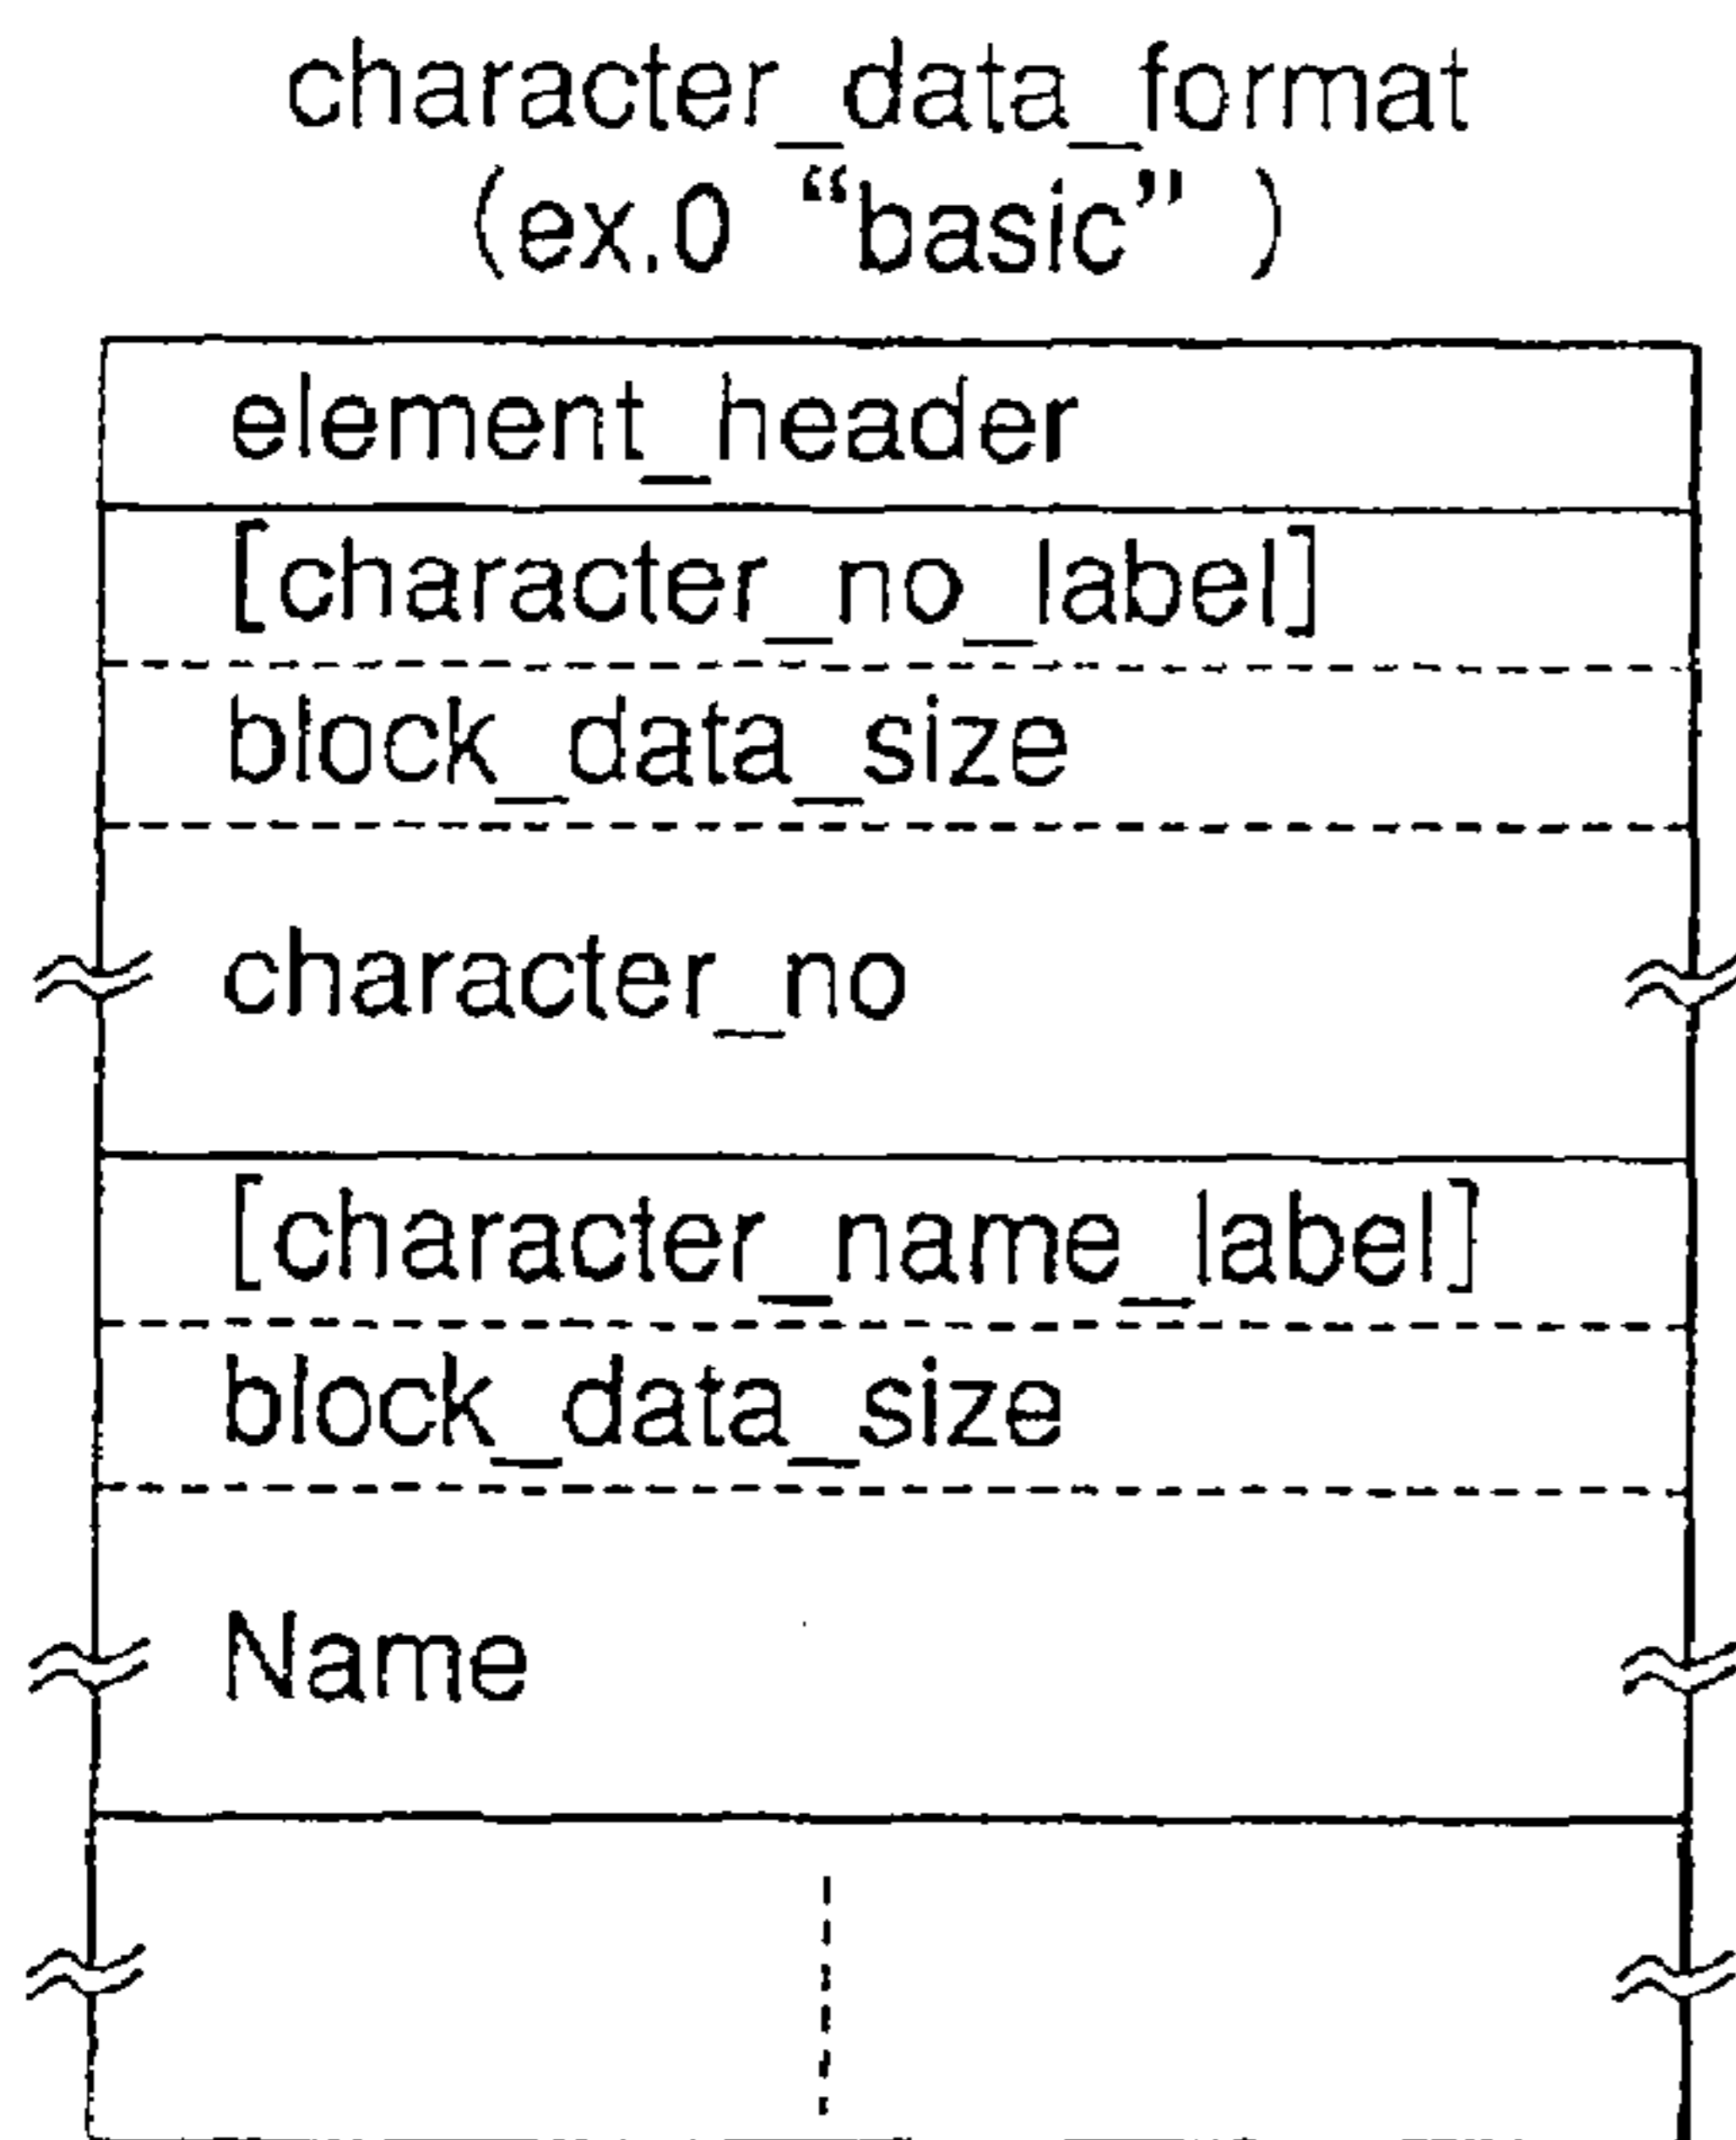 character_data_format
(ex.0 “basic” )
element_header
[character_no_label]
block_data_size
character_no
[character_name_label]
block_data_size
Name